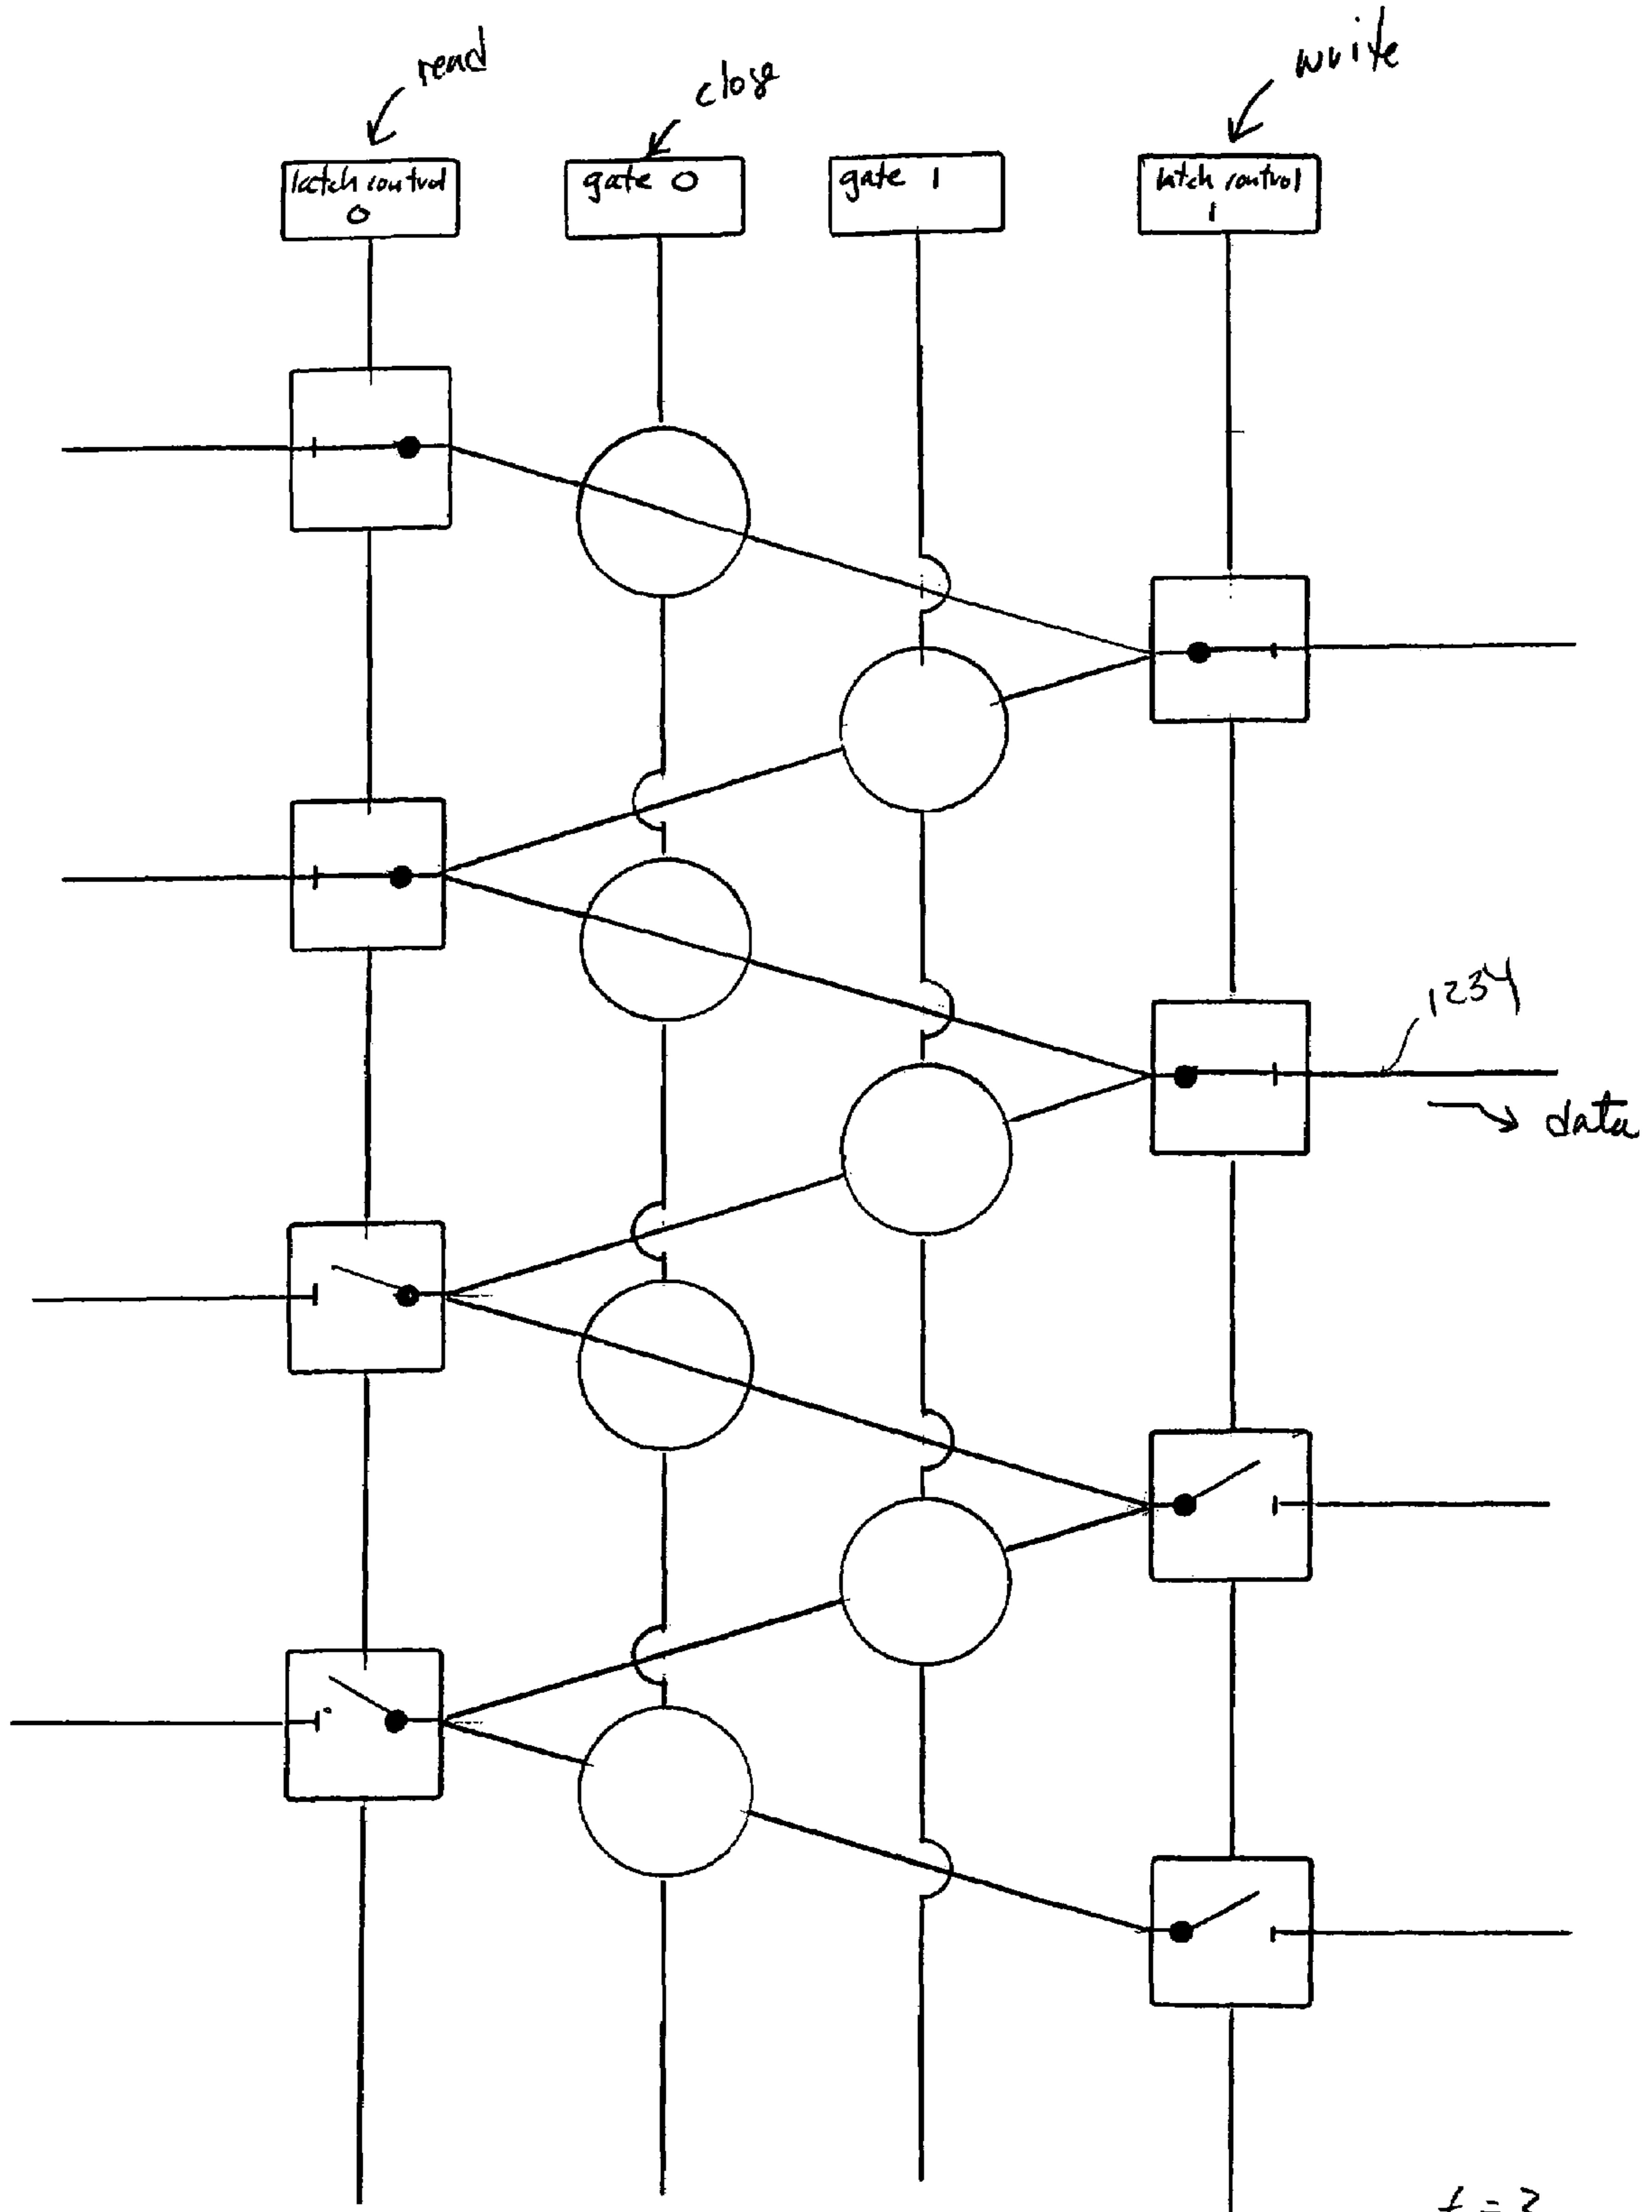 read
close
write
latch control
0
gate 0
gate 1
latch control
1
1234
data